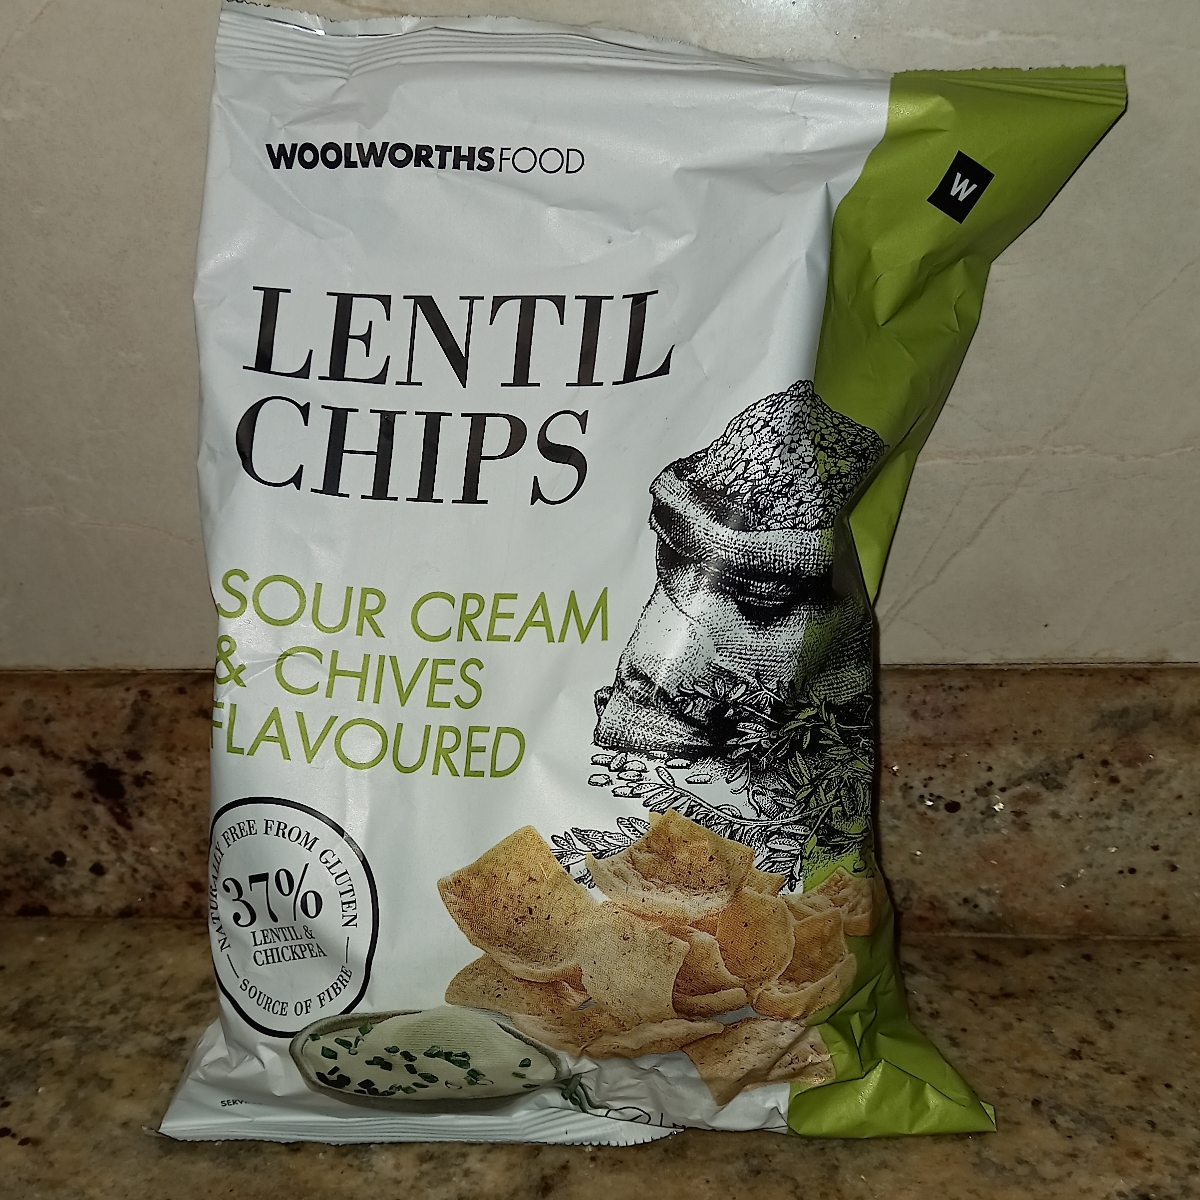 WOOLWORTHSFOOD
W
LENTIL
CHIPS
SOUR CREAM
& CHIVES
FLAVOURED
NATURALLY FREE FROM GLUTEN
37%
LENTIL &
CHICKPEA
SOURCE OF FIBRE